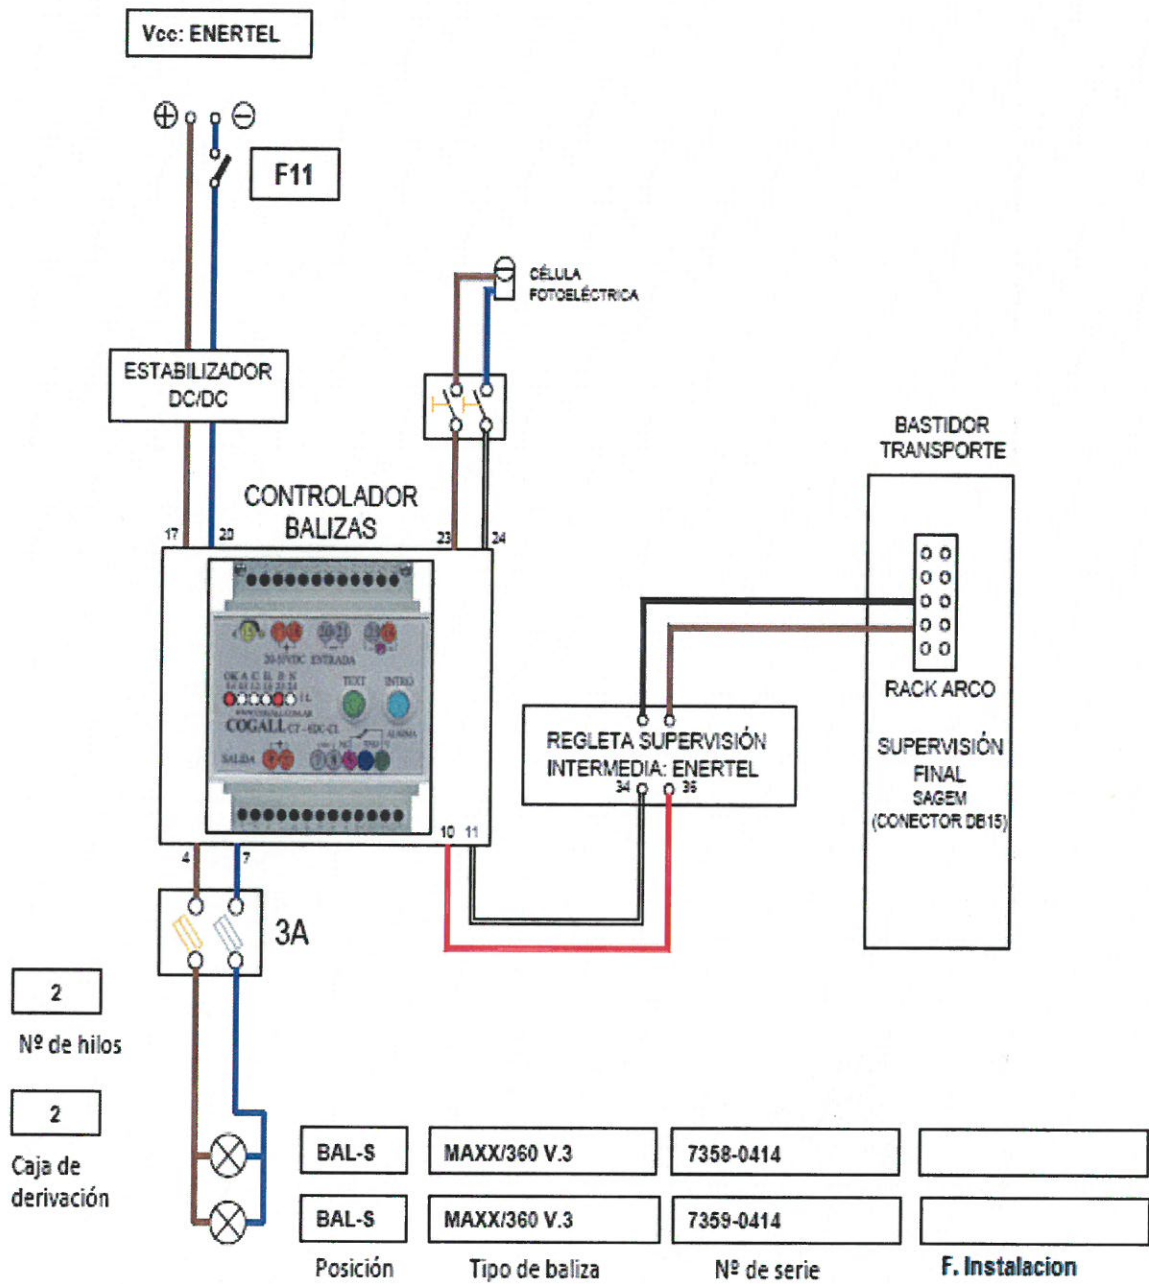 Vcc: ENERTEL
F11
CÉLULA
FOTOELÉCTRICA
ESTABILIZADOR
DC/DC
CONTROLADOR
BALIZAS
17
20
23
24
BASTIDOR
TRANSPORTE
RACK ARCO
SUPERVISIÓN
FINAL
SAGEM
(CONECTOR DB15)
ENTRADA
TEXT
INTRO
COGALL
ALARMA
SALIDA
REGLETA SUPERVISIÓN
INTERMEDIA: ENERTEL
34
4
7
10
11
3A
2
Nº de hilos
2
Caja de
derivación
BAL-S
MAXX/360 V.3
7358-0414
BAL-S
MAXX/360 V.3
7359-0414
Posición
Tipo de baliza
Nº de serie
F. Instalacion